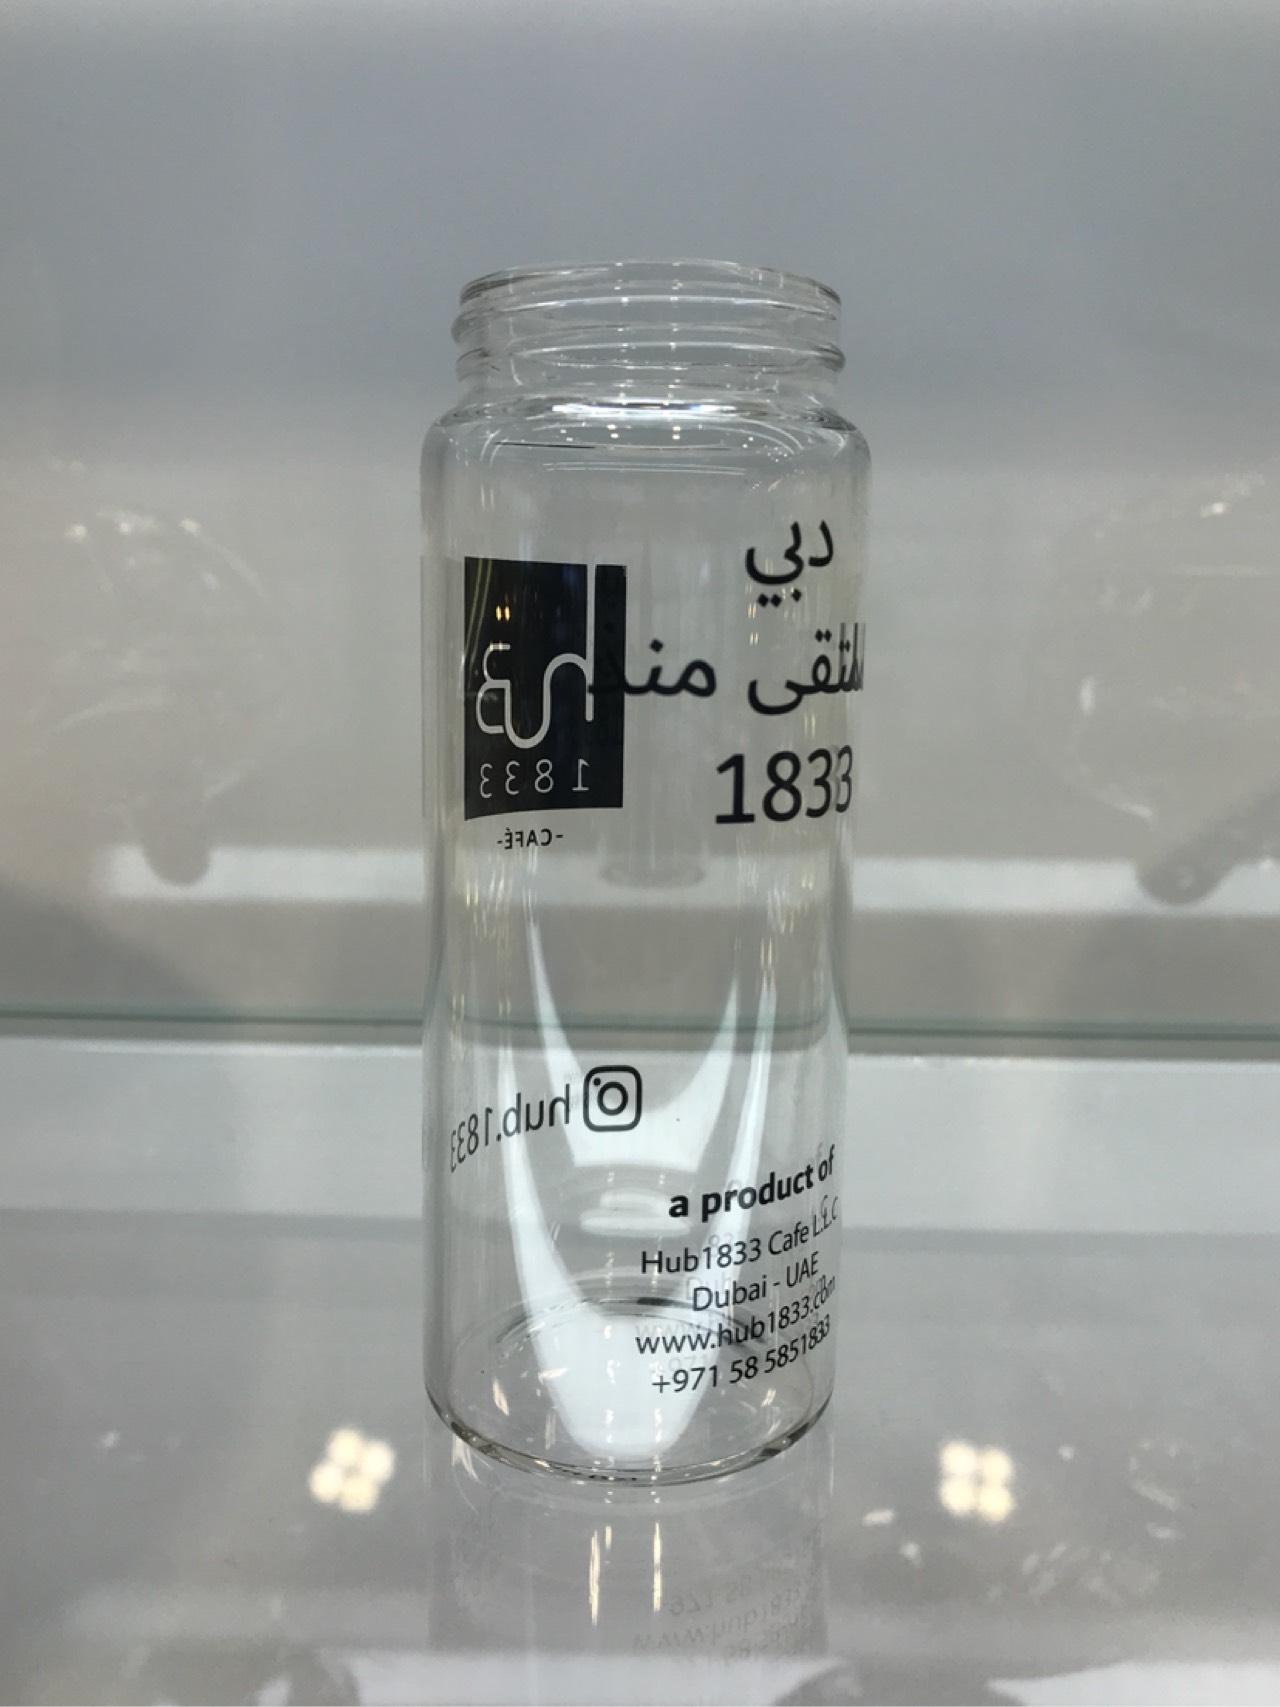 دبي
ملتقى منذ
1833
hub
1833
-CAFÉ-
hub.1833
a product of
Hub1833 Cafe L.L.C
Dubai - UAE
www.hub1833.com
+971 58 5851833